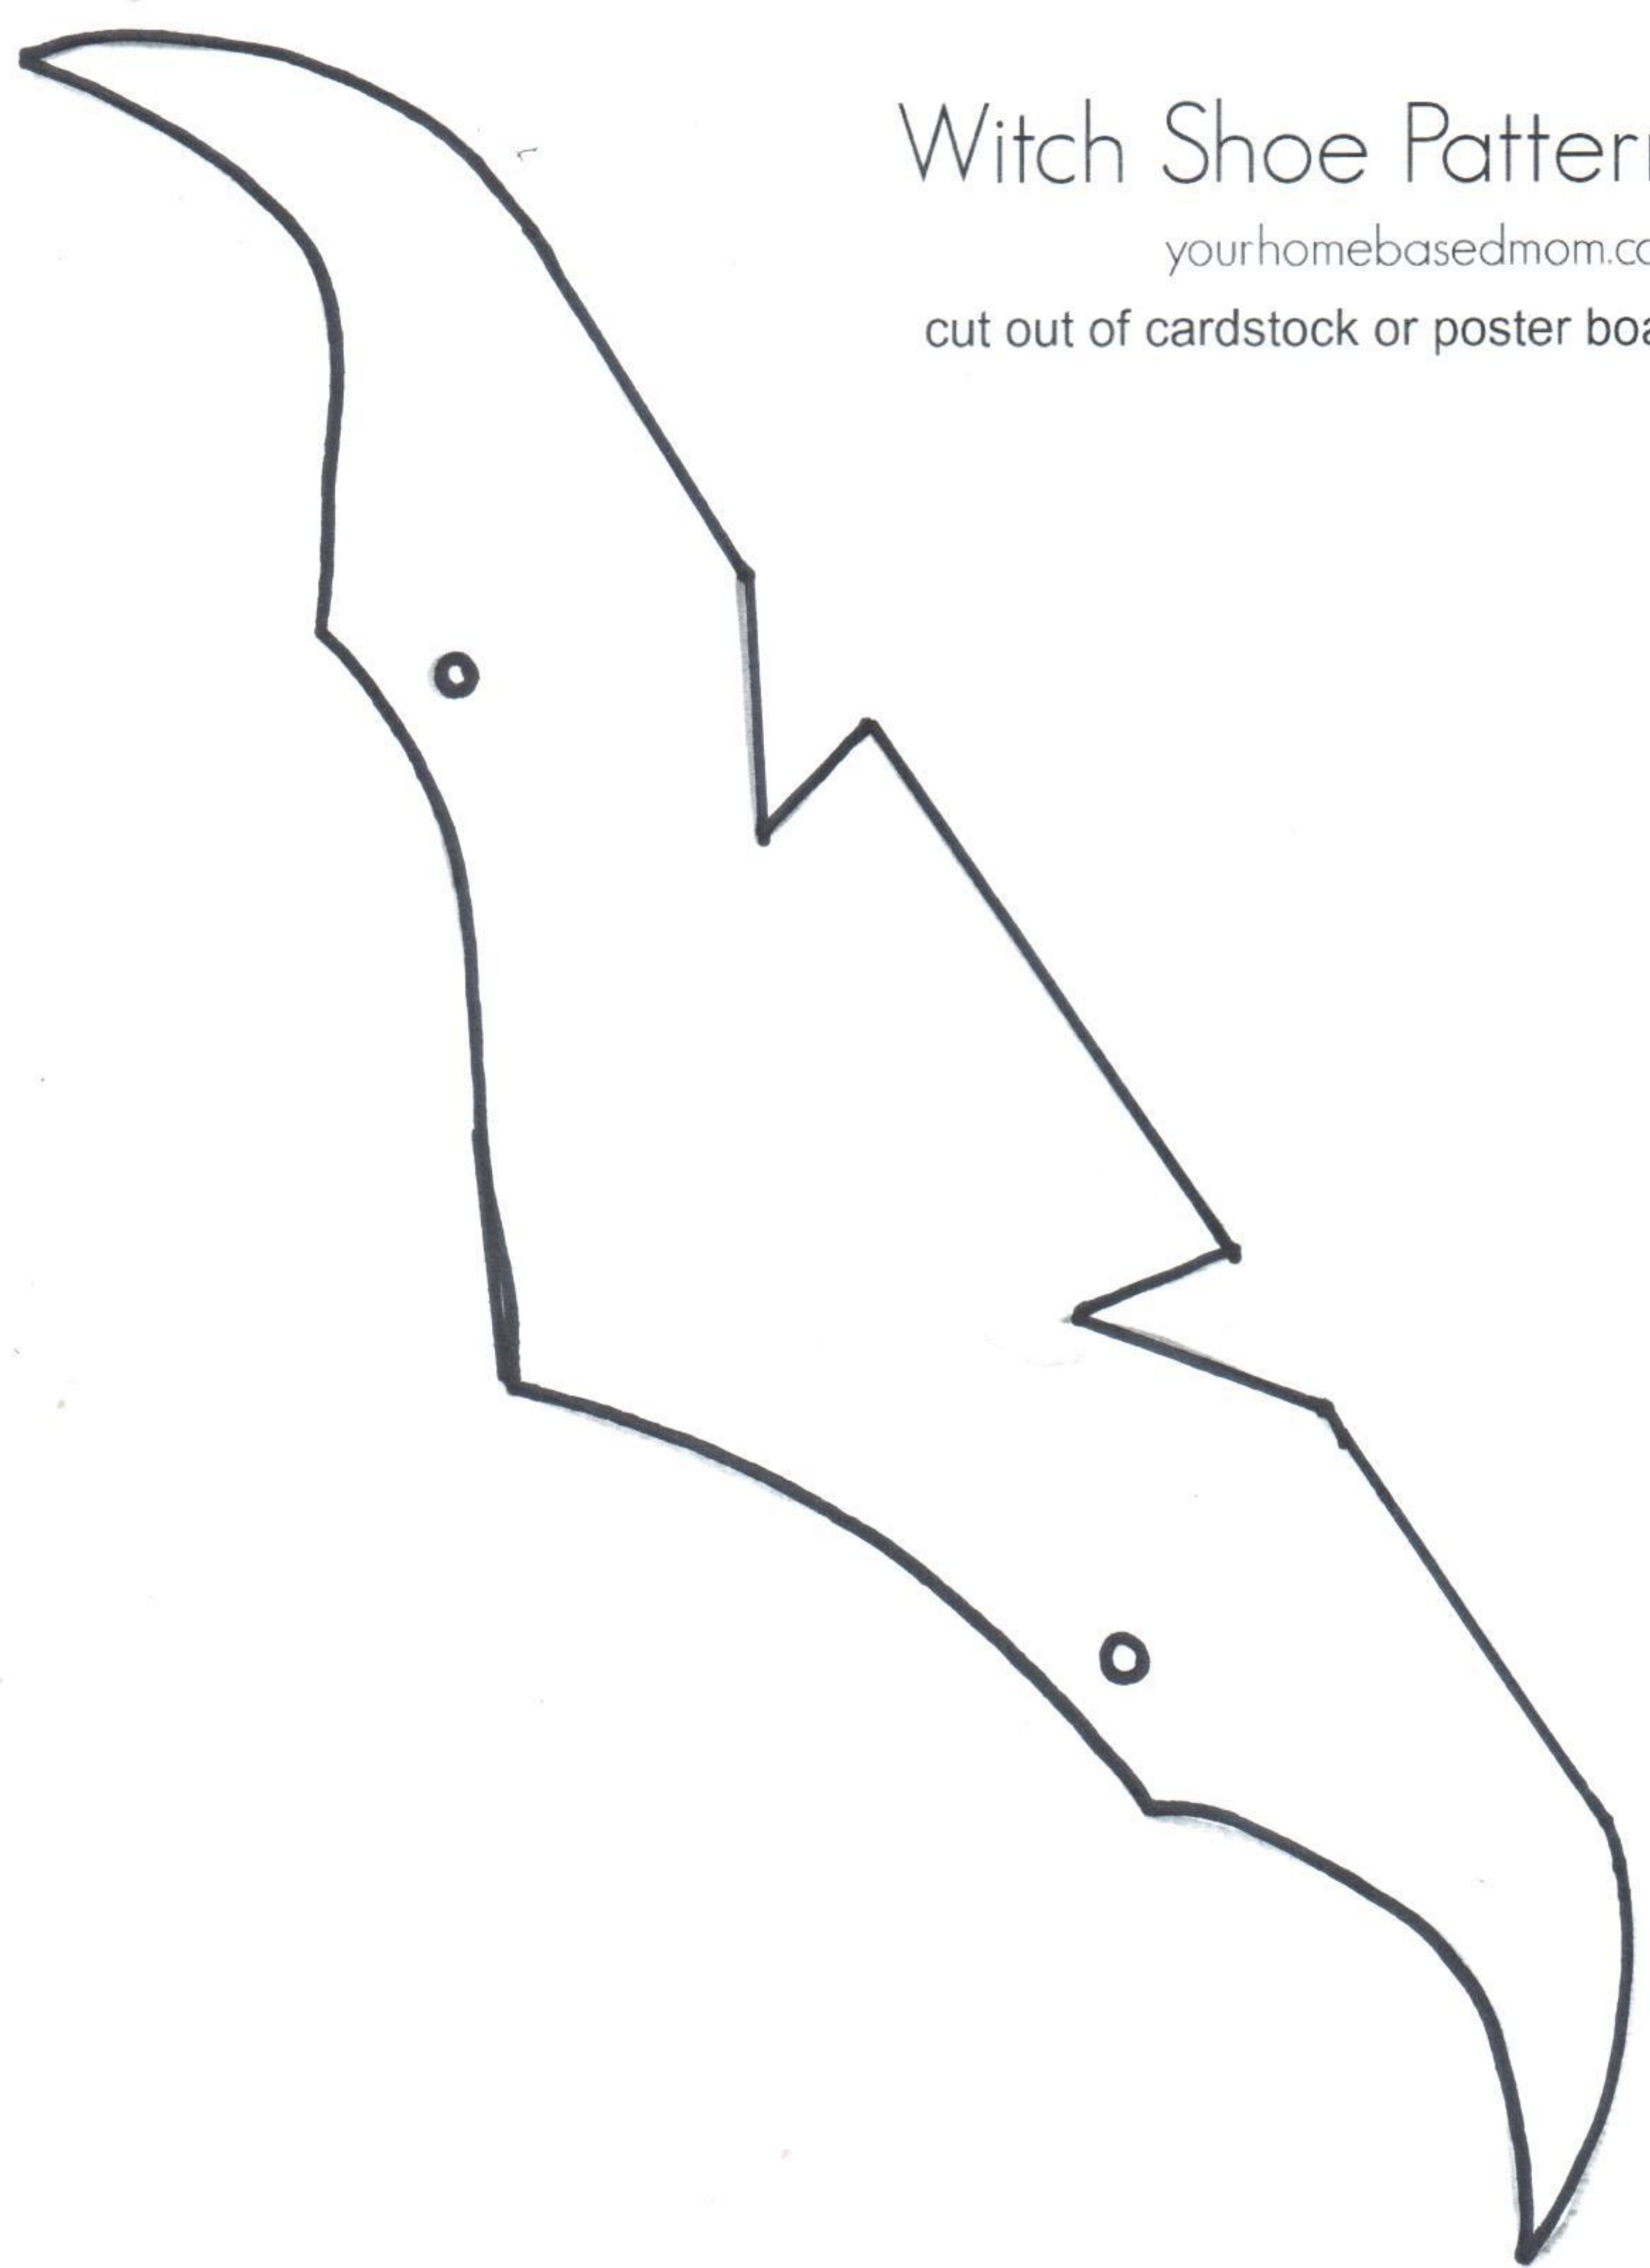 Witch Shoe Patter
yourhomebasedmom.c
cut out of cardstock or poster bo